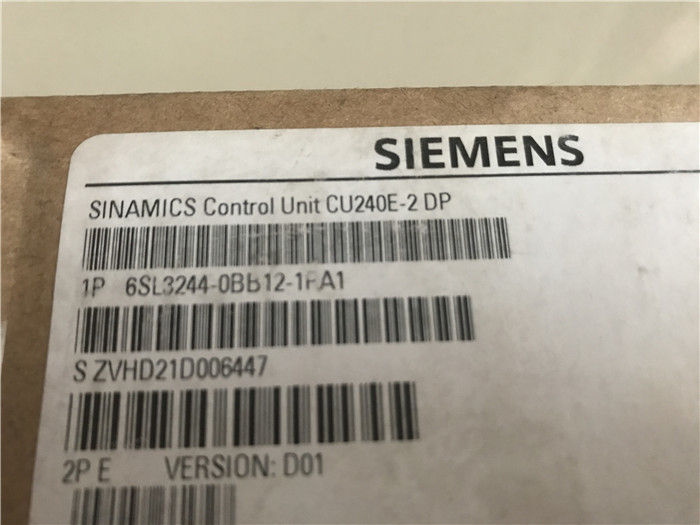 SIEMENS
SINAMICS Control Unit CU240E-2 DP
1P 6SL3244-0BB12-1PA1
S ZVHD21D006447
2P E VERSION: D01